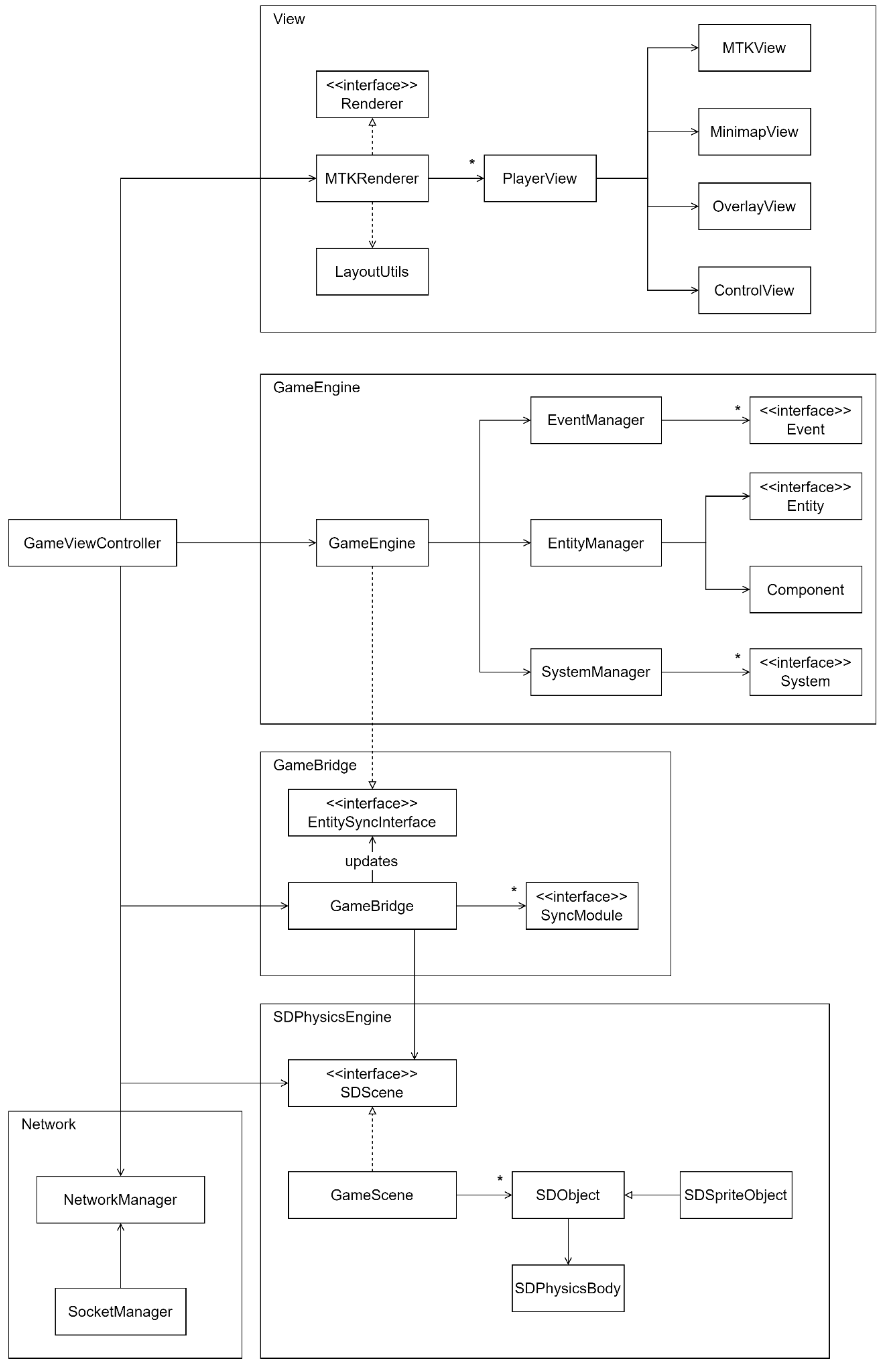 View
MTKView
<<interface>>
Renderer
MinimapView
MTKRenderer
*
PlayerView
OverlayView
LayoutUtils
ControlView
GameEngine
EventManager
*
<<interface>>
Event
<<interface>>
Entity
GameViewController
GameEngine
EntityManager
Component
SystemManager
*
<<interface>>
System
GameBridge
<<interface>>
EntitySyncInterface
updates
GameBridge
*
<<interface>>
SyncModule
SDPhysicsEngine
<<interface>>
SDScene
Network
NetworkManager
GameScene
*
SDObject
SDSpriteObject
SocketManager
SDPhysicsBody